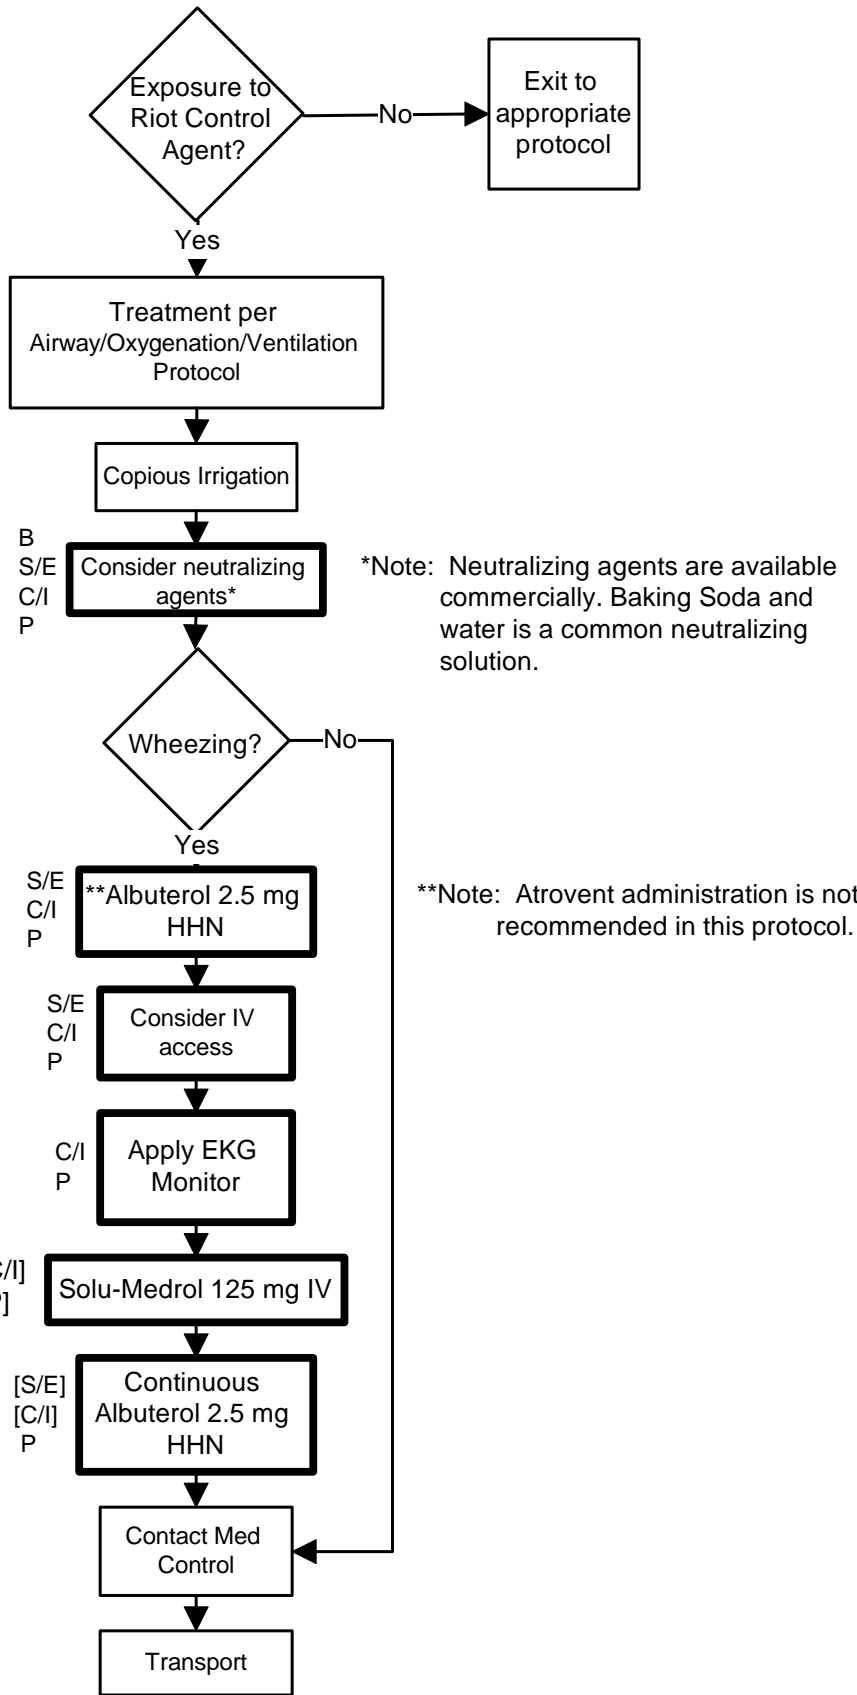 Exposure to
Riot Control
Agent?
No
Exit to
appropriate
protocol
Yes
Treatment per
Airway/Oxygenation/Ventilation
Protocol
Copious Irrigation
B
S/E
C/I
P
Consider neutralizing
agents*
*Note: Neutralizing agents are available
commercially. Baking Soda and
water is a common neutralizing
solution.
Wheezing?
No
Yes
S/E
C/I
P
**Albuterol 2.5 mg
HHN
**Note: Atrovent administration is not
recommended in this protocol.
S/E
C/I
P
Consider IV
access
C/I
P
Apply EKG
Monitor
/I]
]
Solu-Medrol 125 mg IV
[S/E]
[C/I]
P
Continuous
Albuterol 2.5 mg
HHN
Contact Med
Control
Transport